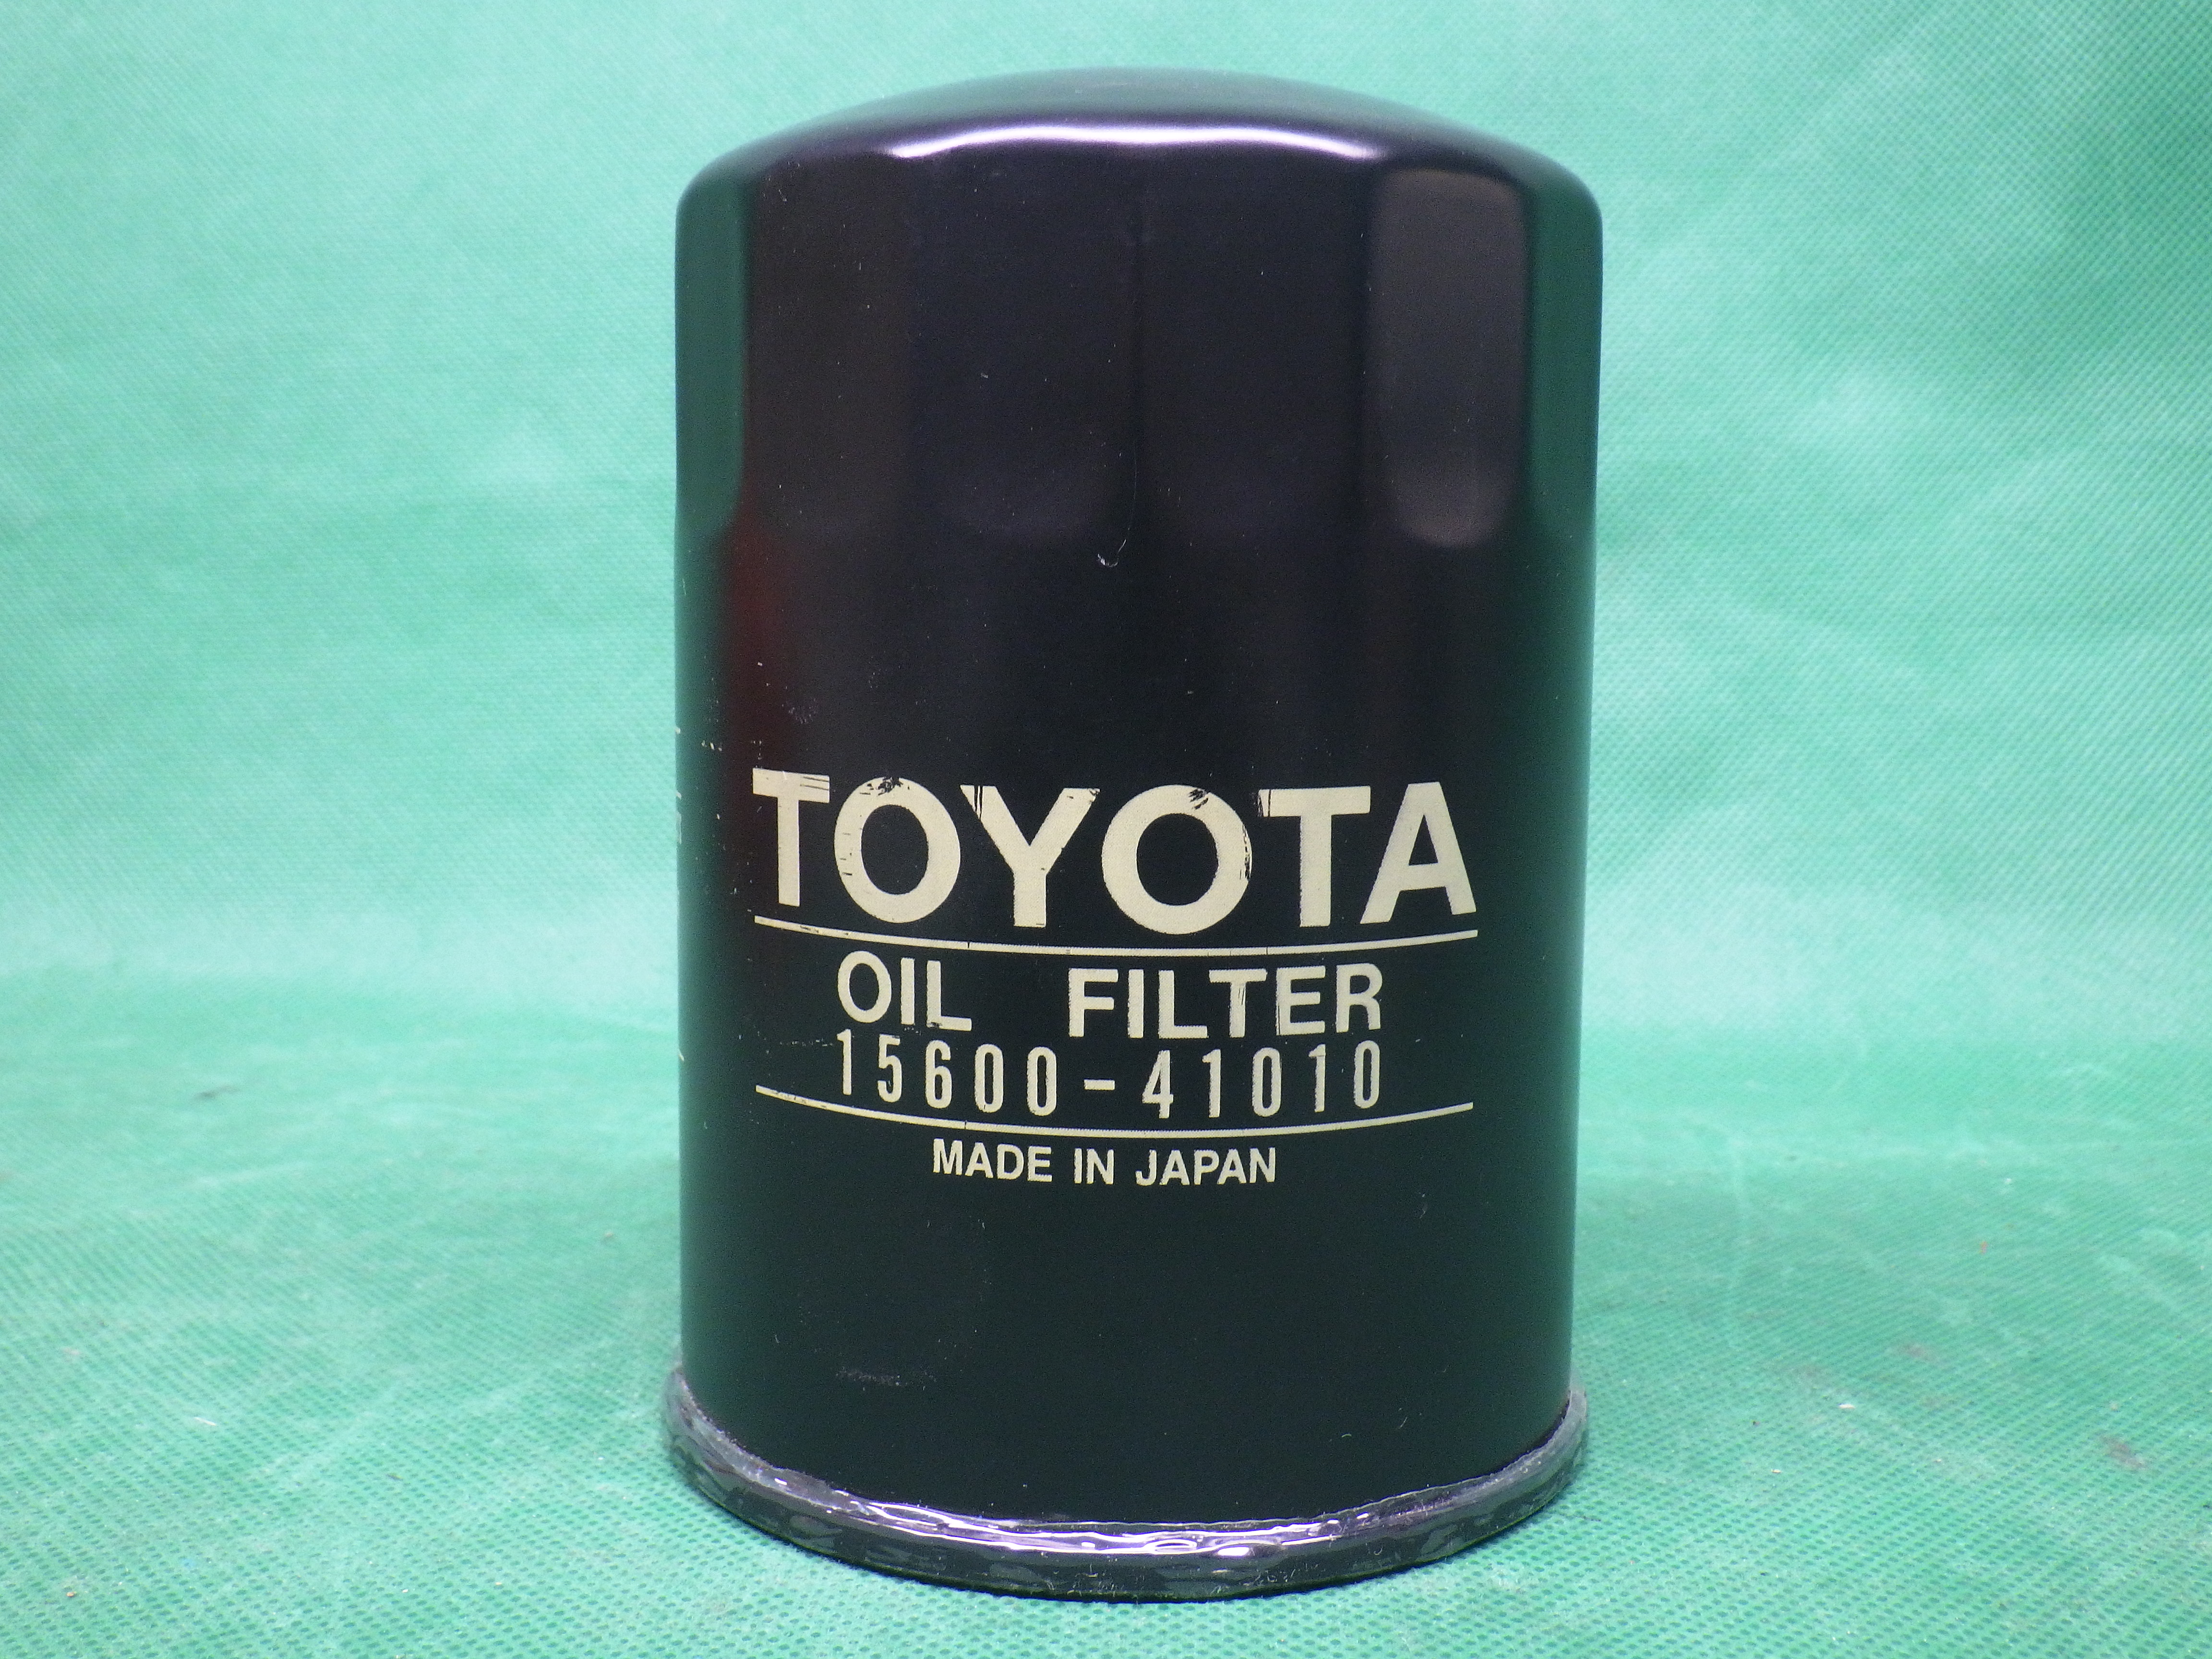 TOYOTA
OIL FILTER
15600-41010
MADE IN JAPAN